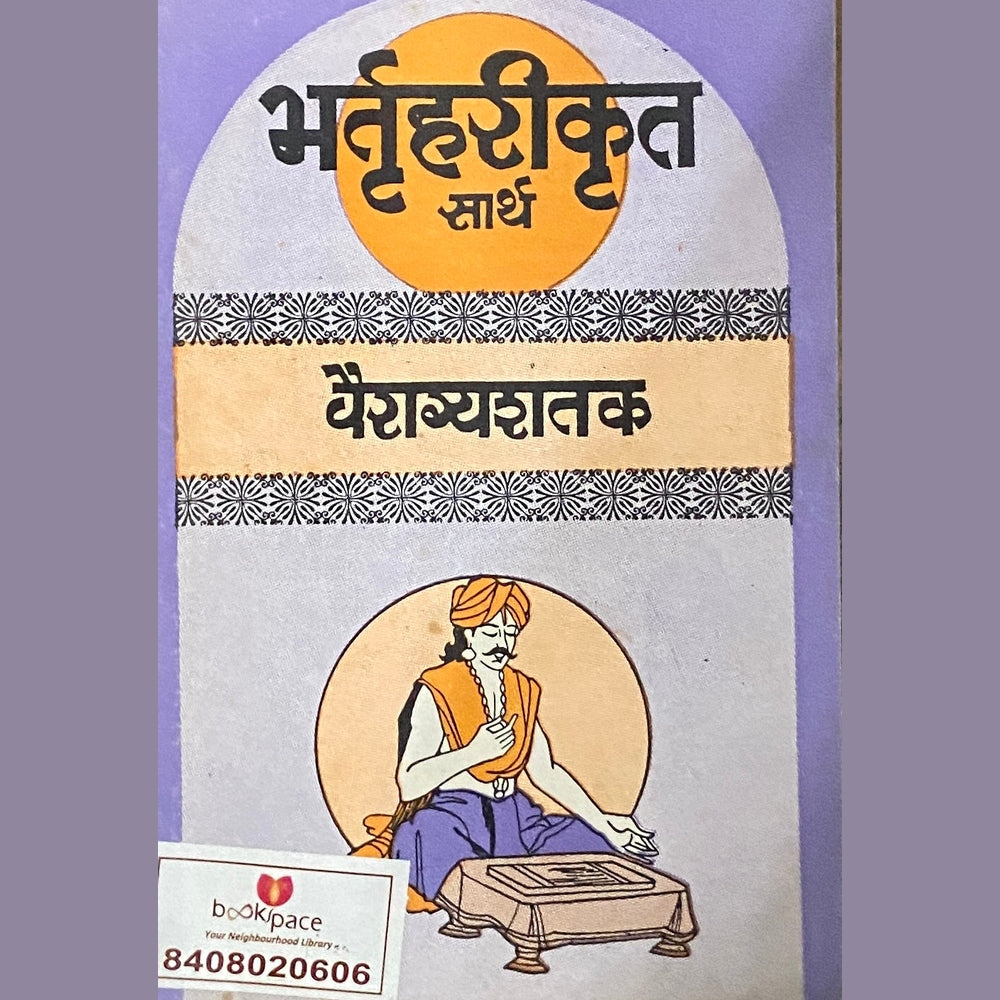 भर्तृहरीकृत
सार्थ
वैराग्यशतक
bookspace
Your Neighbourhood Library
8408020606